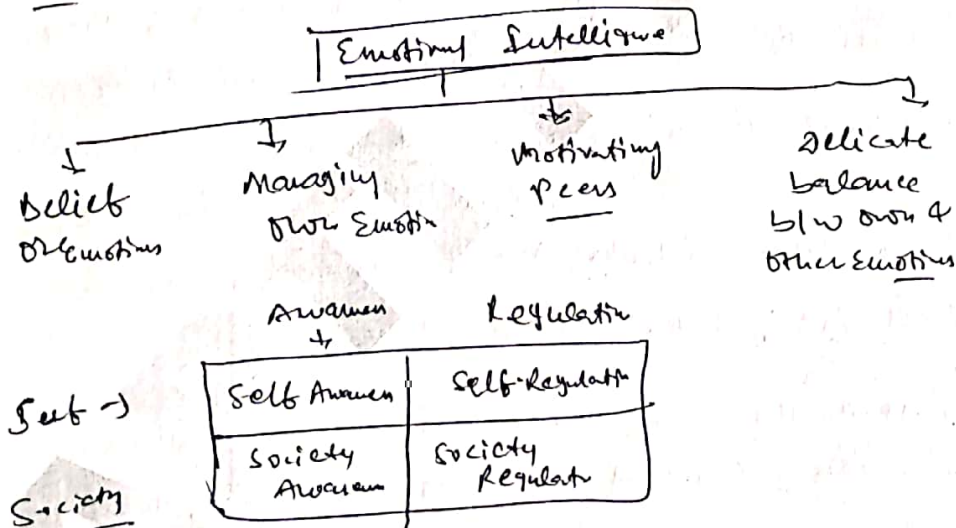 Emotional Intelligence
Belief
on Emotions
Managing
Own Emotion
Motivating
Peers
Delicate
balance
b/w own &
other Emotions
Awareness
Regulation
Self →
Self Awareness
Self-Regulation
Society
Society
Awareness
Society
Regulation